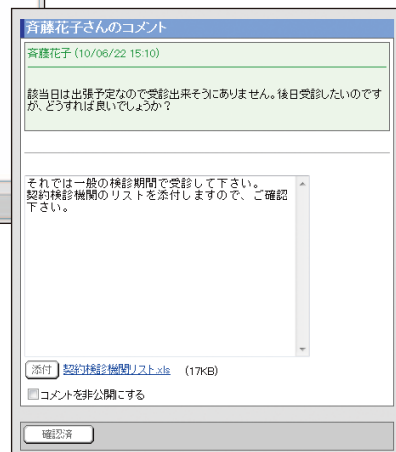 斉藤花子さんのコメント
斉藤花子 (10/06/22 15:10)
該当日は出張予定なので受診出来そうにありません。後日受診したいのです
が、どうすれば良いでしょうか？
それでは一般の検診期間で受診して下さい。
契約検診機関のリストを添付しますので、ご確認
下さい。
添付 契約検診機関リスト.xls (17KB)
コメントを非公開にする
確認済